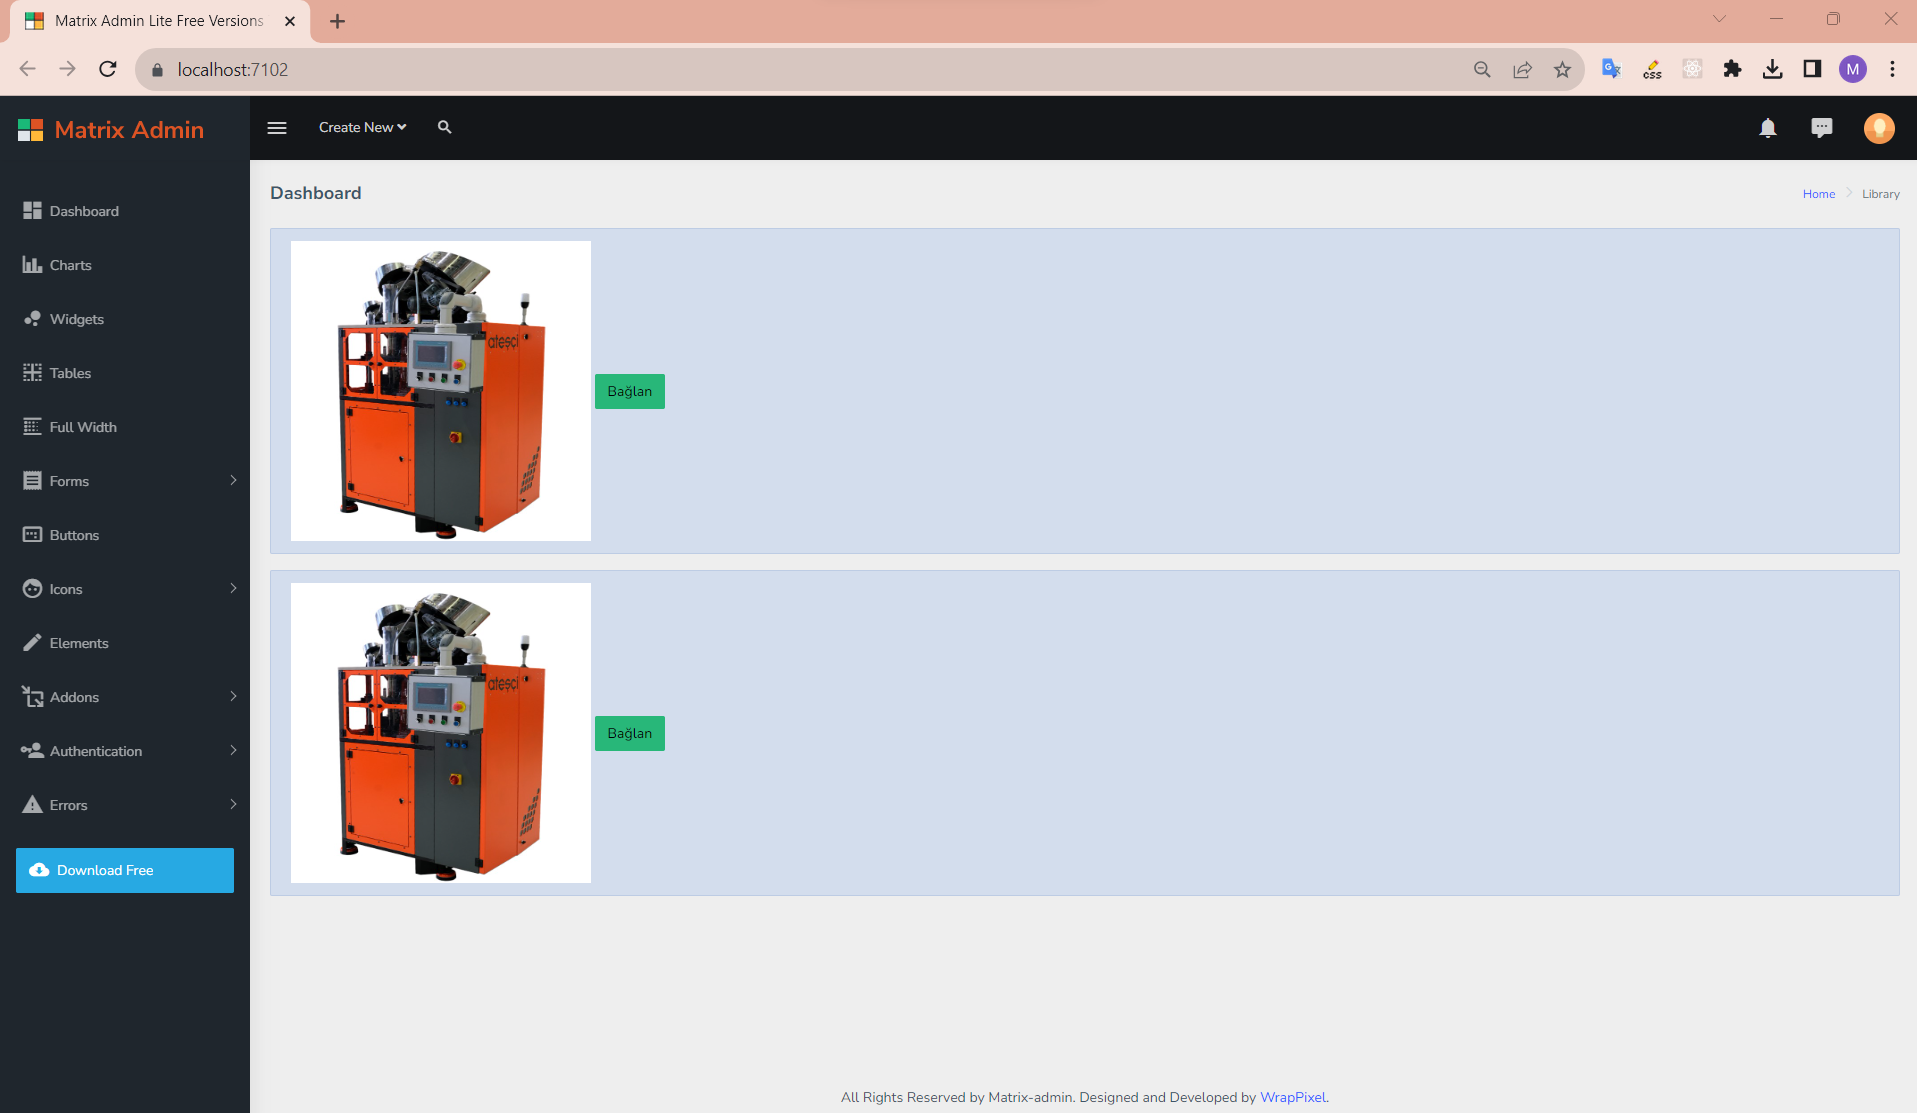 Matrix Admin Lite Free Versions
localhost:7102
Matrix Admin
Create New
Dashboard
Home
Library
Dashboard
Charts
Widgets
Tables
Full Width
Forms
Buttons
Icons
Elements
Addons
Authentication
Errors
Download Free
ateşçi
Bağlan
ateşçi
Bağlan
css
M
All Rights Reserved by Matrix-admin. Designed and Developed by WrapPixel.